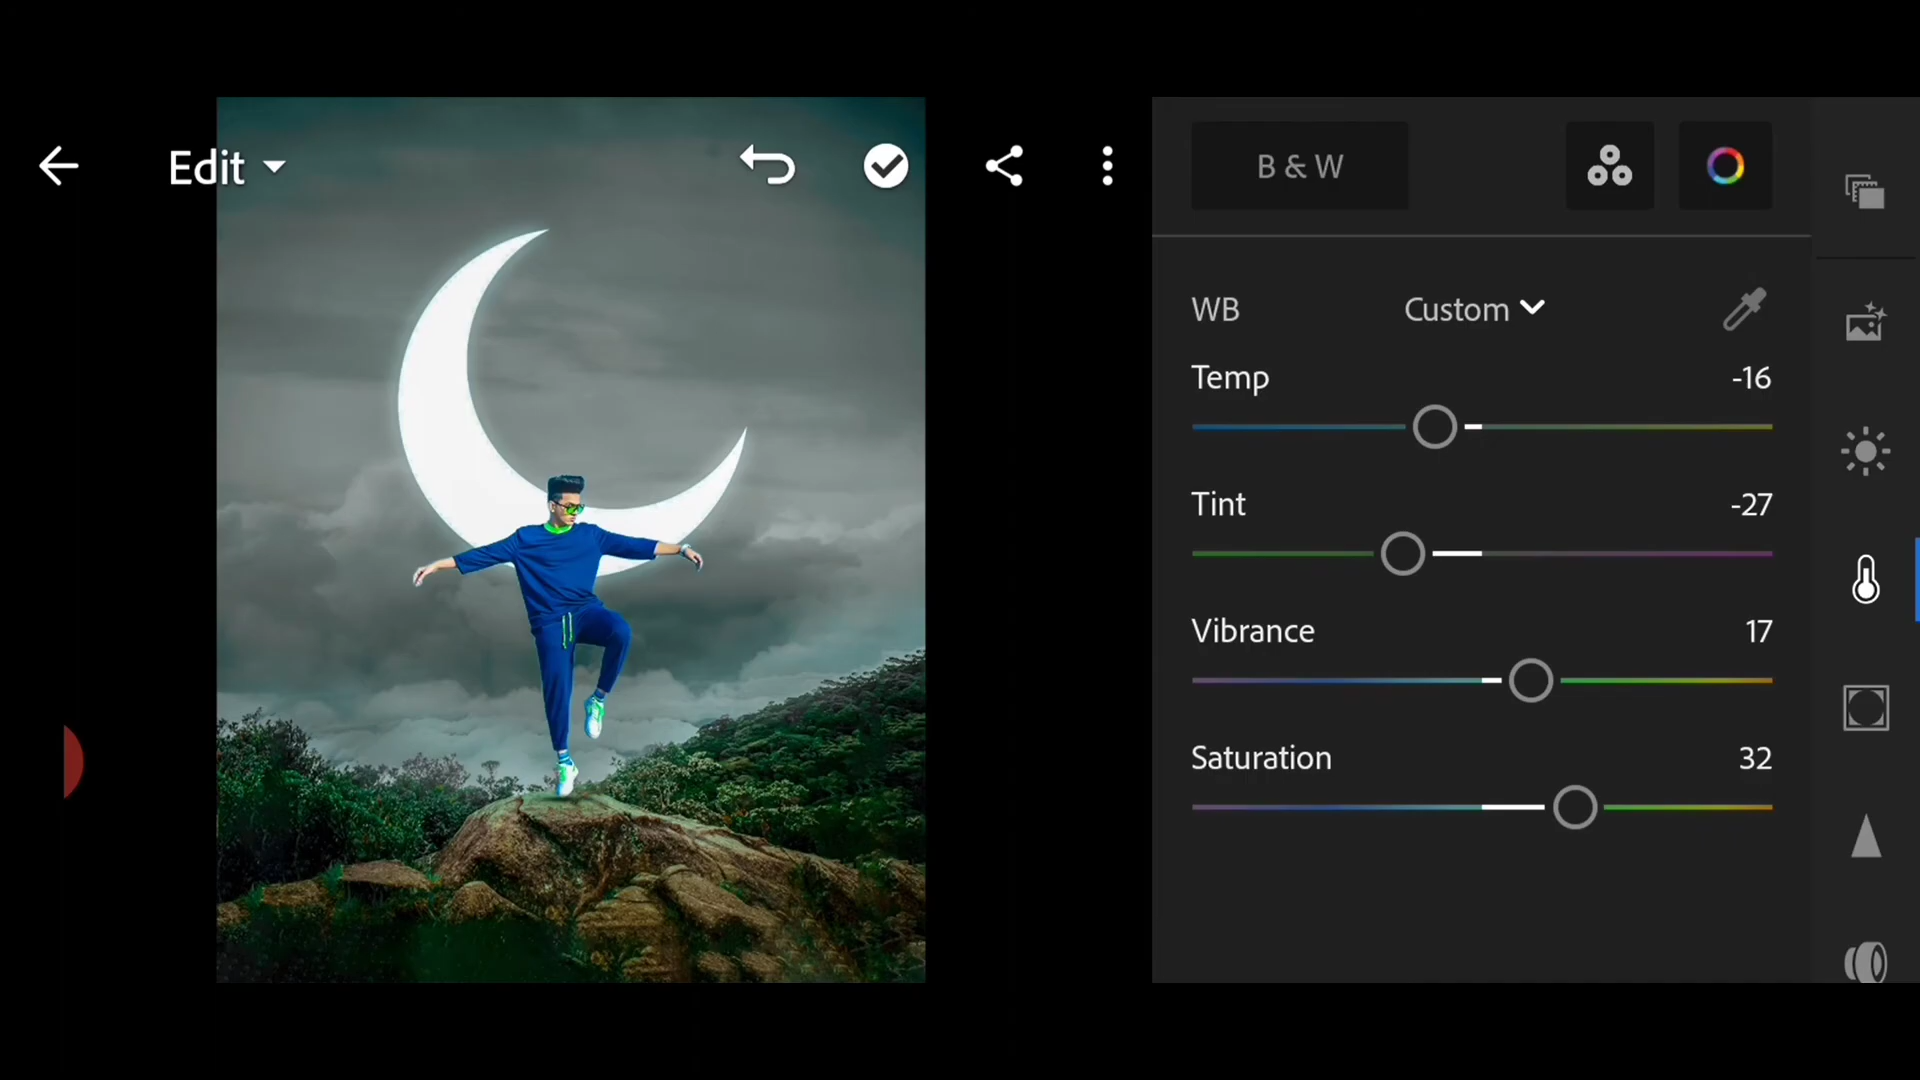 Edit
B & W
WB Custom
Temp -16
Tint -27
Vibrance 17
Saturation 32